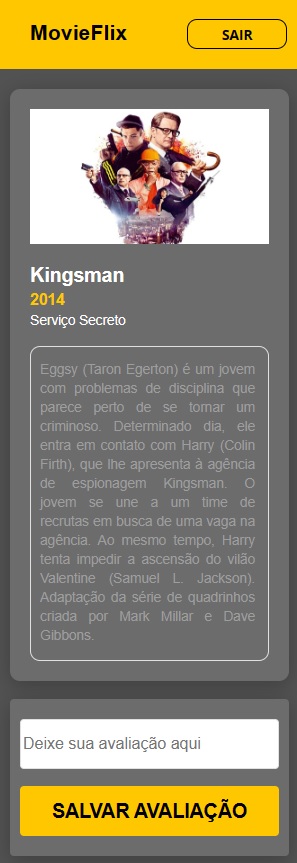 MovieFlix
SAIR
Kingsman
2014
Serviço Secreto
Eggsy (Taron Egerton) é um jovem
com problemas de disciplina que
parece perto de se tornar um
criminoso. Determinado dia, ele
entra em contato com Harry (Colin
Firth), que lhe apresenta à agência
de espionagem Kingsman. O
jovem se une a um time de
recrutas em busca de uma vaga na
agência. Ao mesmo tempo, Harry
tenta impedir a ascensão do vilão
Valentine (Samuel L. Jackson).
Adaptação da série de quadrinhos
criada por Mark Millar e Dave
Gibbons.
Deixe sua avaliação aqui
SALVAR AVALIAÇÃO